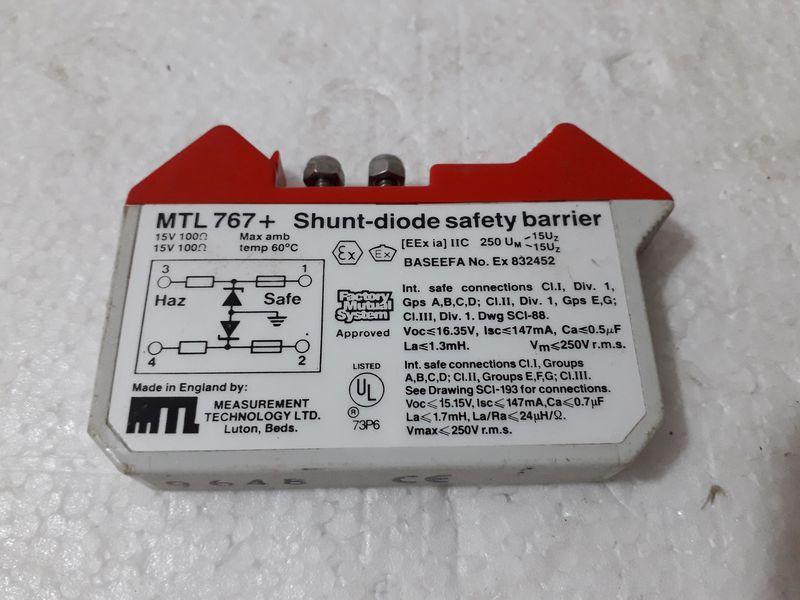 MTL 767+ Shunt-diode safety barrier
15V 100Ω Max amb
15V 100Ω temp 60°C
Ex
Ex
[EEx ia] IIC 250 UM 15UZ
15UZ
BASEEFA No. Ex 832452
3
1
Haz
Safe
4
2
Factory
Mutual
System
Approved
Int. safe connections Cl.I, Div. 1,
Gps A,B,C,D; Cl.II, Div. 1, Gps E,G;
Cl.III, Div. 1. Dwg SCI-88.
Voc≤16.35V, Isc≤147mA, Ca≤0.5μF
La≤1.3mH. Vm≤250V r.m.s.
LISTED
UL
®
73P6
Int. safe connections Cl.I, Groups
A,B,C,D; Cl.II, Groups E,F,G; Cl.III.
See Drawing SCI-193 for connections.
Voc≤15.15V, Isc≤147mA, Ca≤0.7μF
La≤1.7mH, La/Ra≤24μH/Ω.
Vmax≤250V r.m.s.
Made in England by:
MTL
MEASUREMENT
TECHNOLOGY LTD.
Luton, Beds.
9648 CE